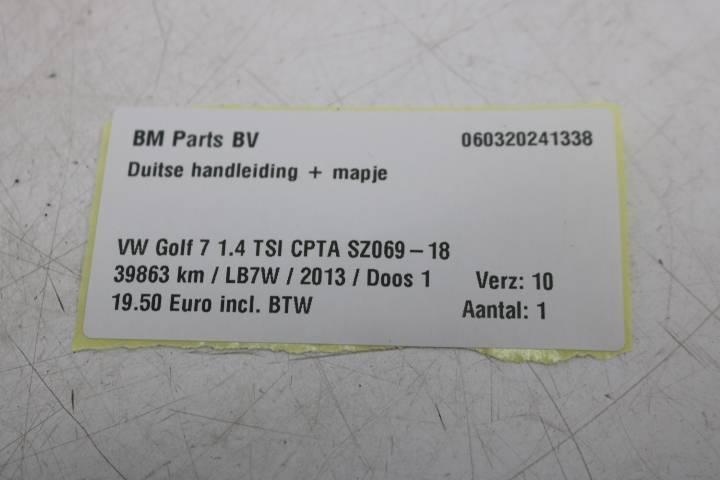 BM Parts BV 060320241338
Duitse handleiding + mapje
VW Golf 7 1.4 TSI CPTA SZ069-18
39863 km / LB7W / 2013 / Doos 1 Verz: 10
19.50 Euro incl. BTW Aantal: 1